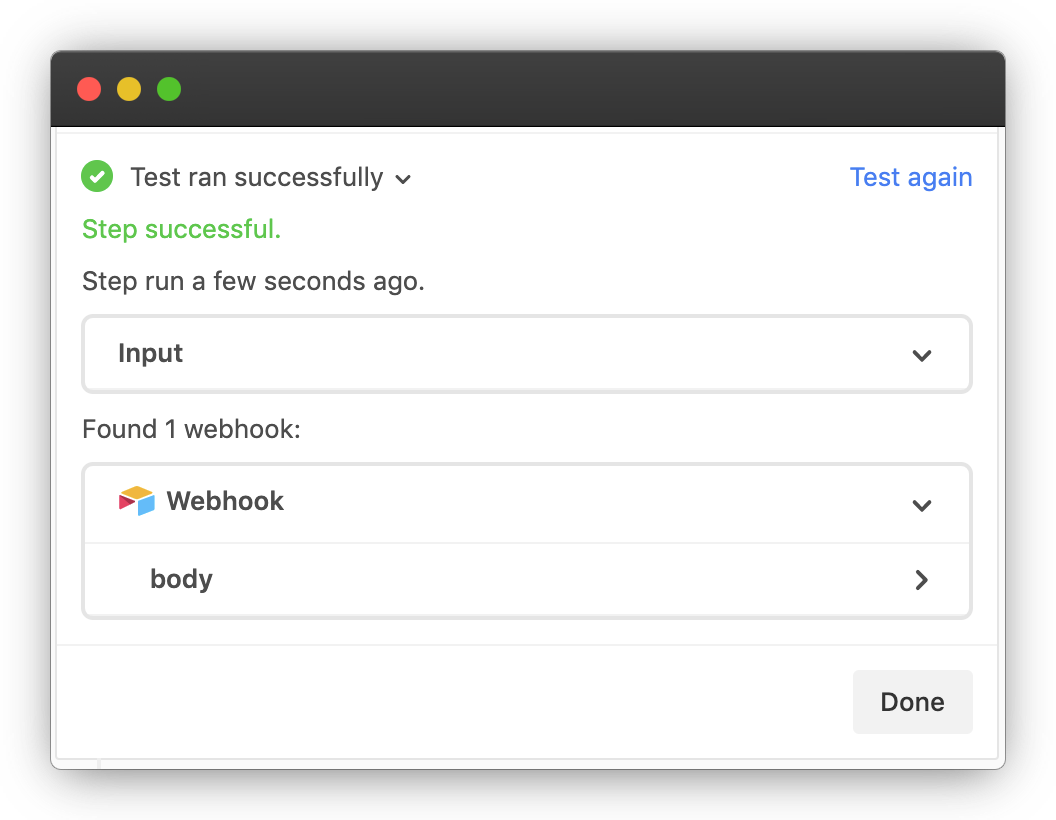 Test ran successfully
Test again
Step successful.
Step run a few seconds ago.
Input
Found 1 webhook:
Webhook
body
Done